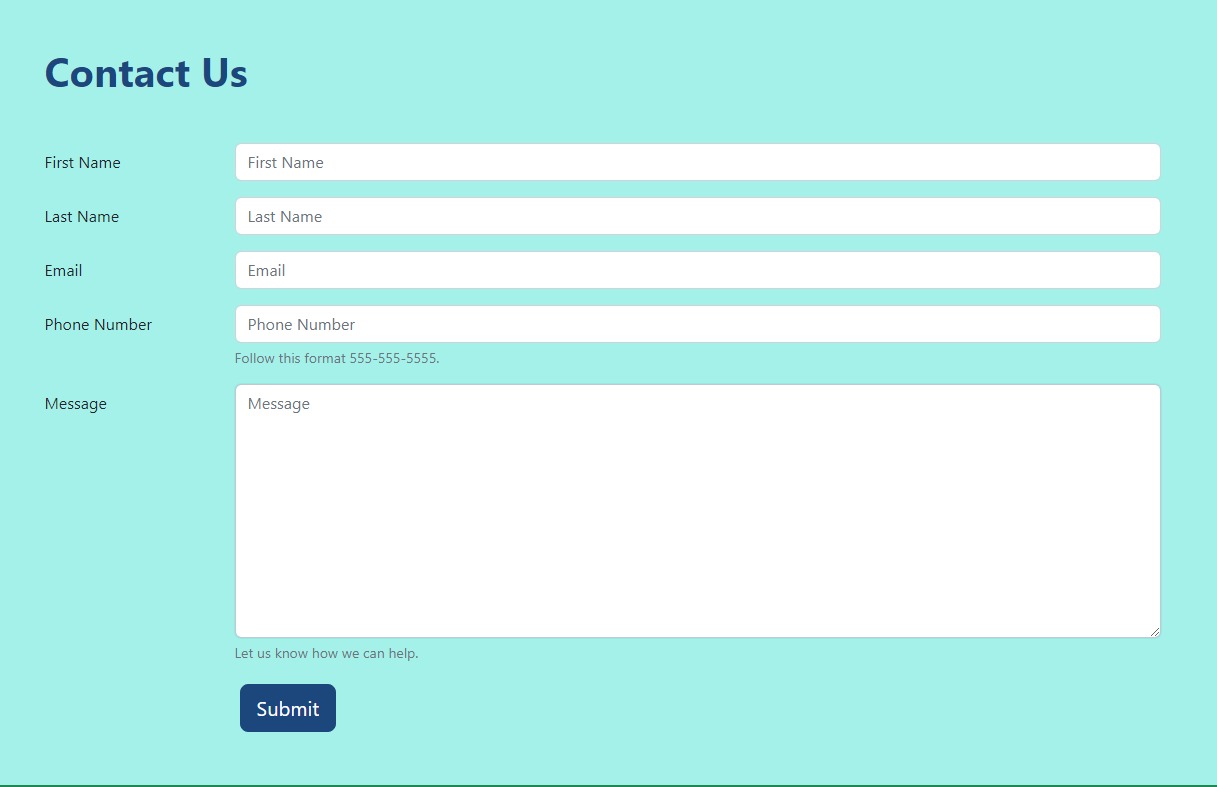 Contact Us
First Name First Name
Last Name Last Name
Email Email
Phone Number Phone Number
Follow this format 555-555-5555.
Message Message
Let us know how we can help.
Submit